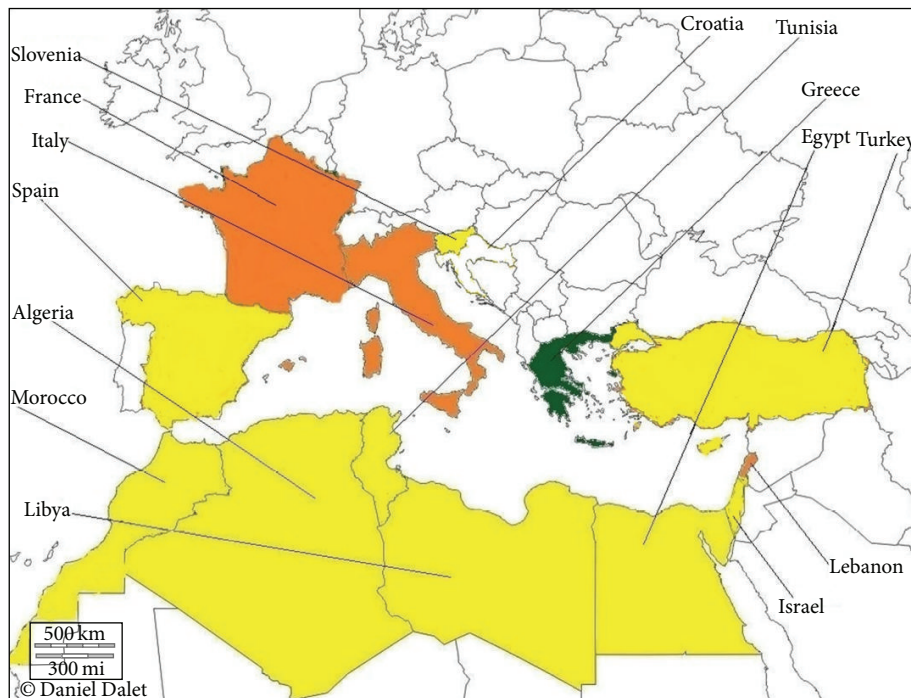 Slovenia
France
Italy
Spain
Algeria
Morocco
Libya
Croatia
Tunisia
Greece
Egypt
Turkey
Lebanon
Israel
500 km
300 mi
© Daniel Dalet